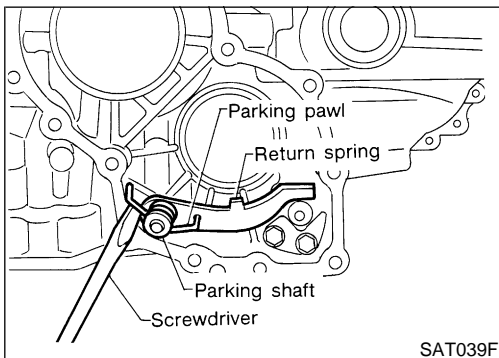 Parking pawl
Return spring
Parking shaft
Screwdriver
SAT039F